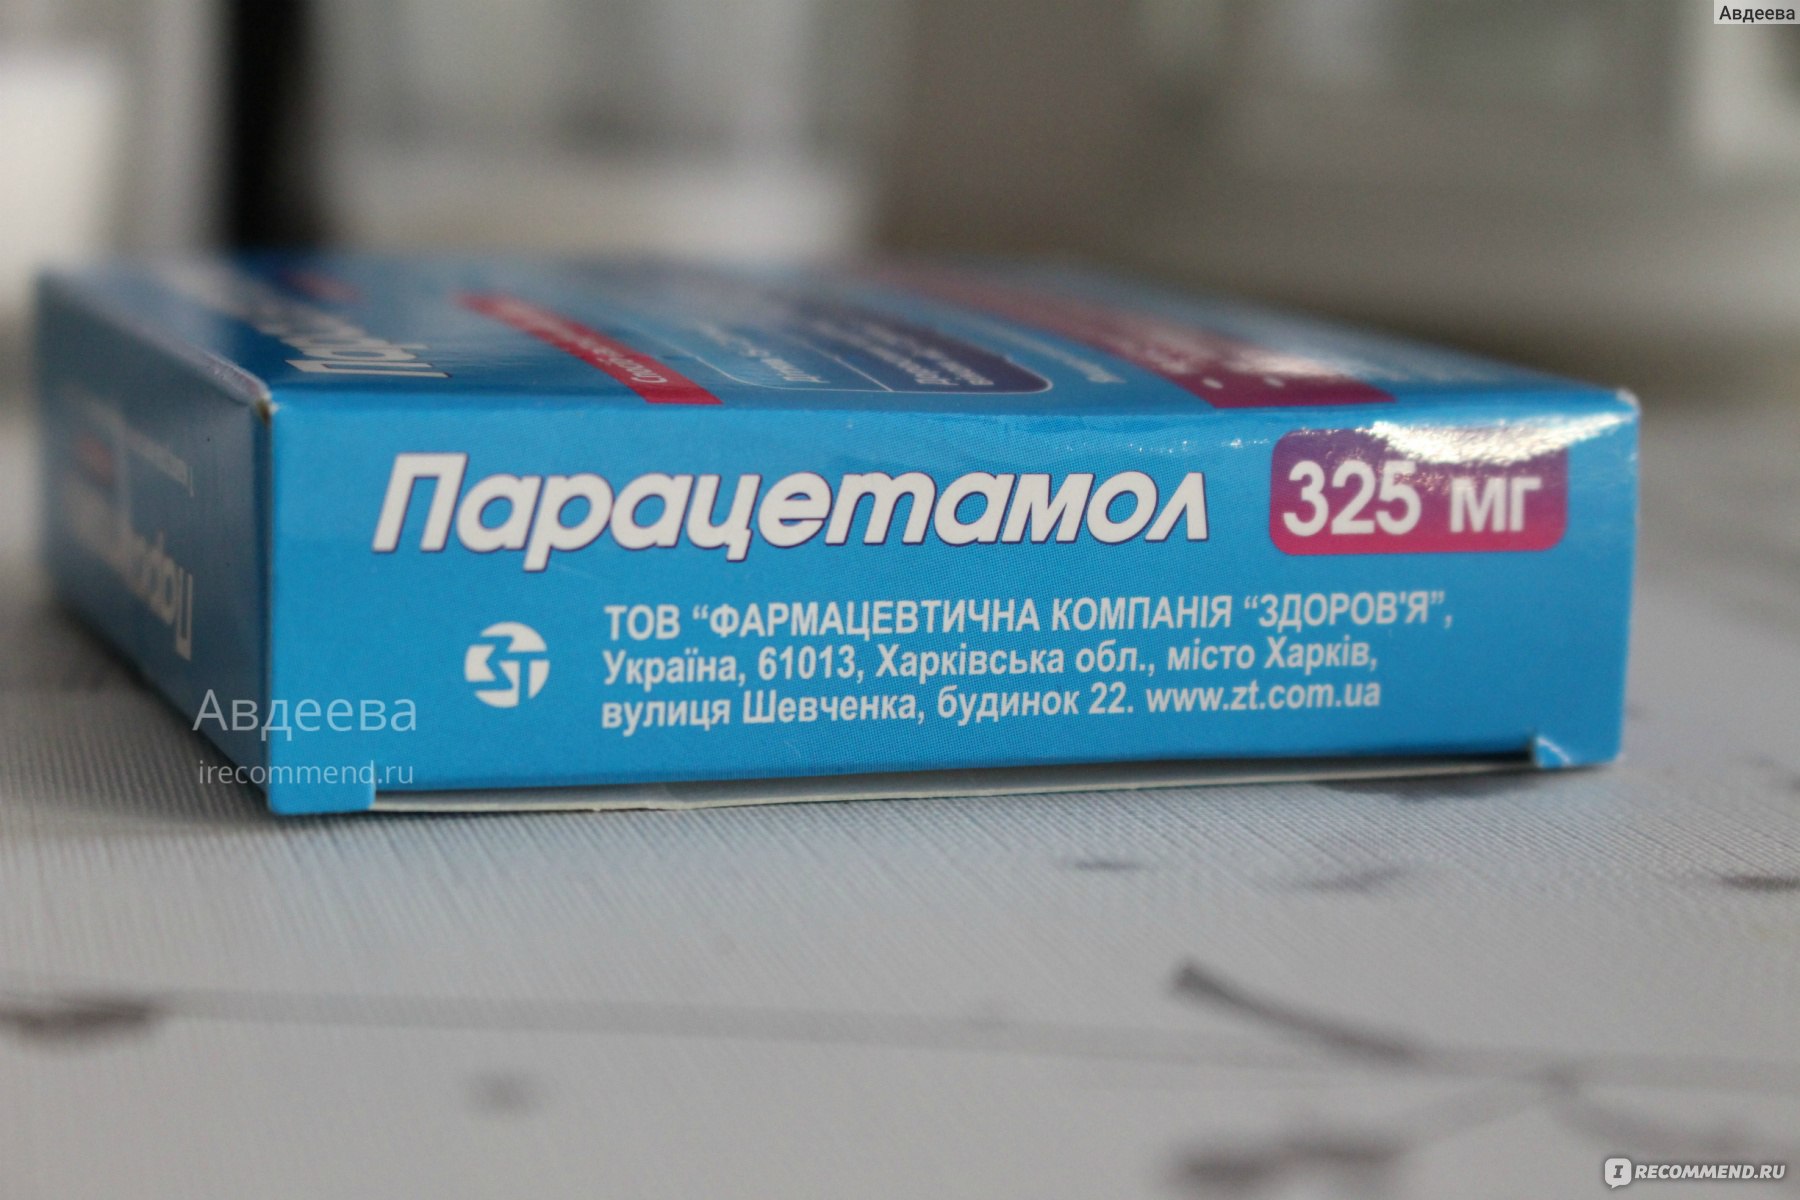 Авдеева
Парацетамол 325 мг
ТОВ “ФАРМАЦЕВТИЧНА КОМПАНІЯ “ЗДОРОВ'Я”,
Україна, 61013, Харківська обл., місто Харків,
вулиця Шевченка, будинок 22. www.zt.com.ua
Авдеева
irecommend.ru
IRECOMMEND.RU